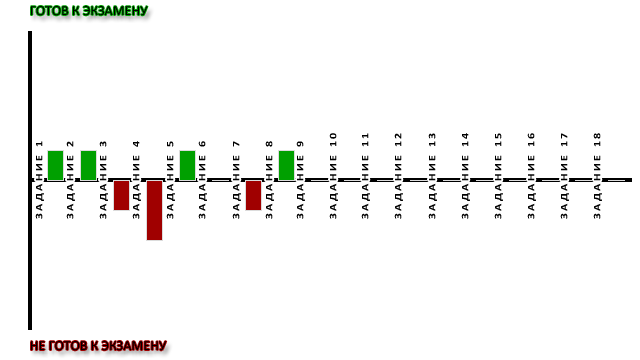 ГОТОВ К ЭКЗАМЕНУ
ЗАДАНИЕ 1
ЗАДАНИЕ 2
ЗАДАНИЕ 3
ЗАДАНИЕ 4
ЗАДАНИЕ 5
ЗАДАНИЕ 6
ЗАДАНИЕ 7
ЗАДАНИЕ 8
ЗАДАНИЕ 9
ЗАДАНИЕ 10
ЗАДАНИЕ 11
ЗАДАНИЕ 12
ЗАДАНИЕ 13
ЗАДАНИЕ 14
ЗАДАНИЕ 15
ЗАДАНИЕ 16
ЗАДАНИЕ 17
ЗАДАНИЕ 18
НЕ ГОТОВ К ЭКЗАМЕНУ